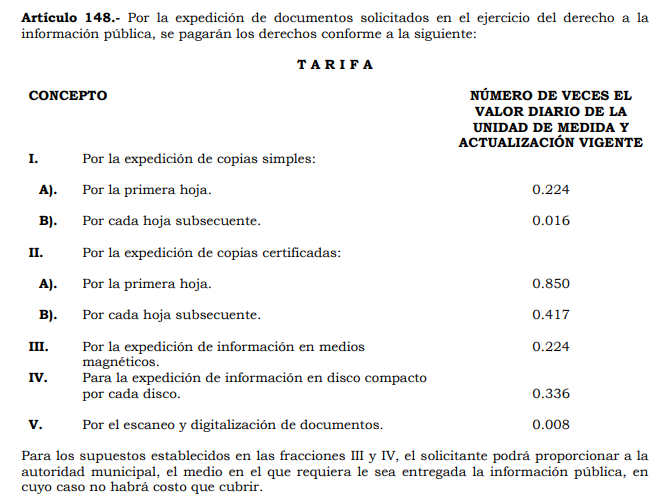 Artículo 148.- Por la expedición de documentos solicitados en el ejercicio del derecho a la
información pública, se pagarán los derechos conforme a la siguiente:
T A R I F A
CONCEPTO NÚMERO DE VECES EL
VALOR DIARIO DE LA
UNIDAD DE MEDIDA Y
ACTUALIZACIÓN VIGENTE
I. Por la expedición de copias simples:
A). Por la primera hoja. 0.224
B). Por cada hoja subsecuente. 0.016
II. Por la expedición de copias certificadas:
A). Por la primera hoja. 0.850
B). Por cada hoja subsecuente. 0.417
III. Por la expedición de información en medios 0.224
magnéticos.
IV. Para la expedición de información en disco compacto
por cada disco. 0.336
V. Por el escaneo y digitalización de documentos. 0.008
Para los supuestos establecidos en las fracciones III y IV, el solicitante podrá proporcionar a la
autoridad municipal, el medio en el que requiera le sea entregada la información pública, en
cuyo caso no habrá costo que cubrir.